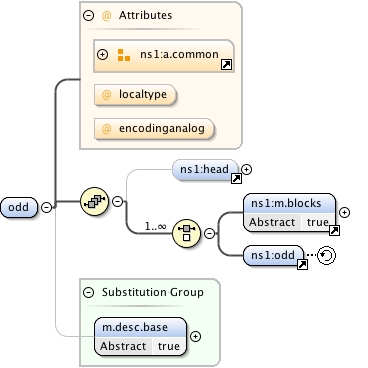 @ Attributes
ns1:a.common
@ localtype
@ encodinganalog
ns1:head
odd
1..∞
ns1:m.blocks
Abstract true
ns1:odd
Substitution Group
m.desc.base
Abstract true